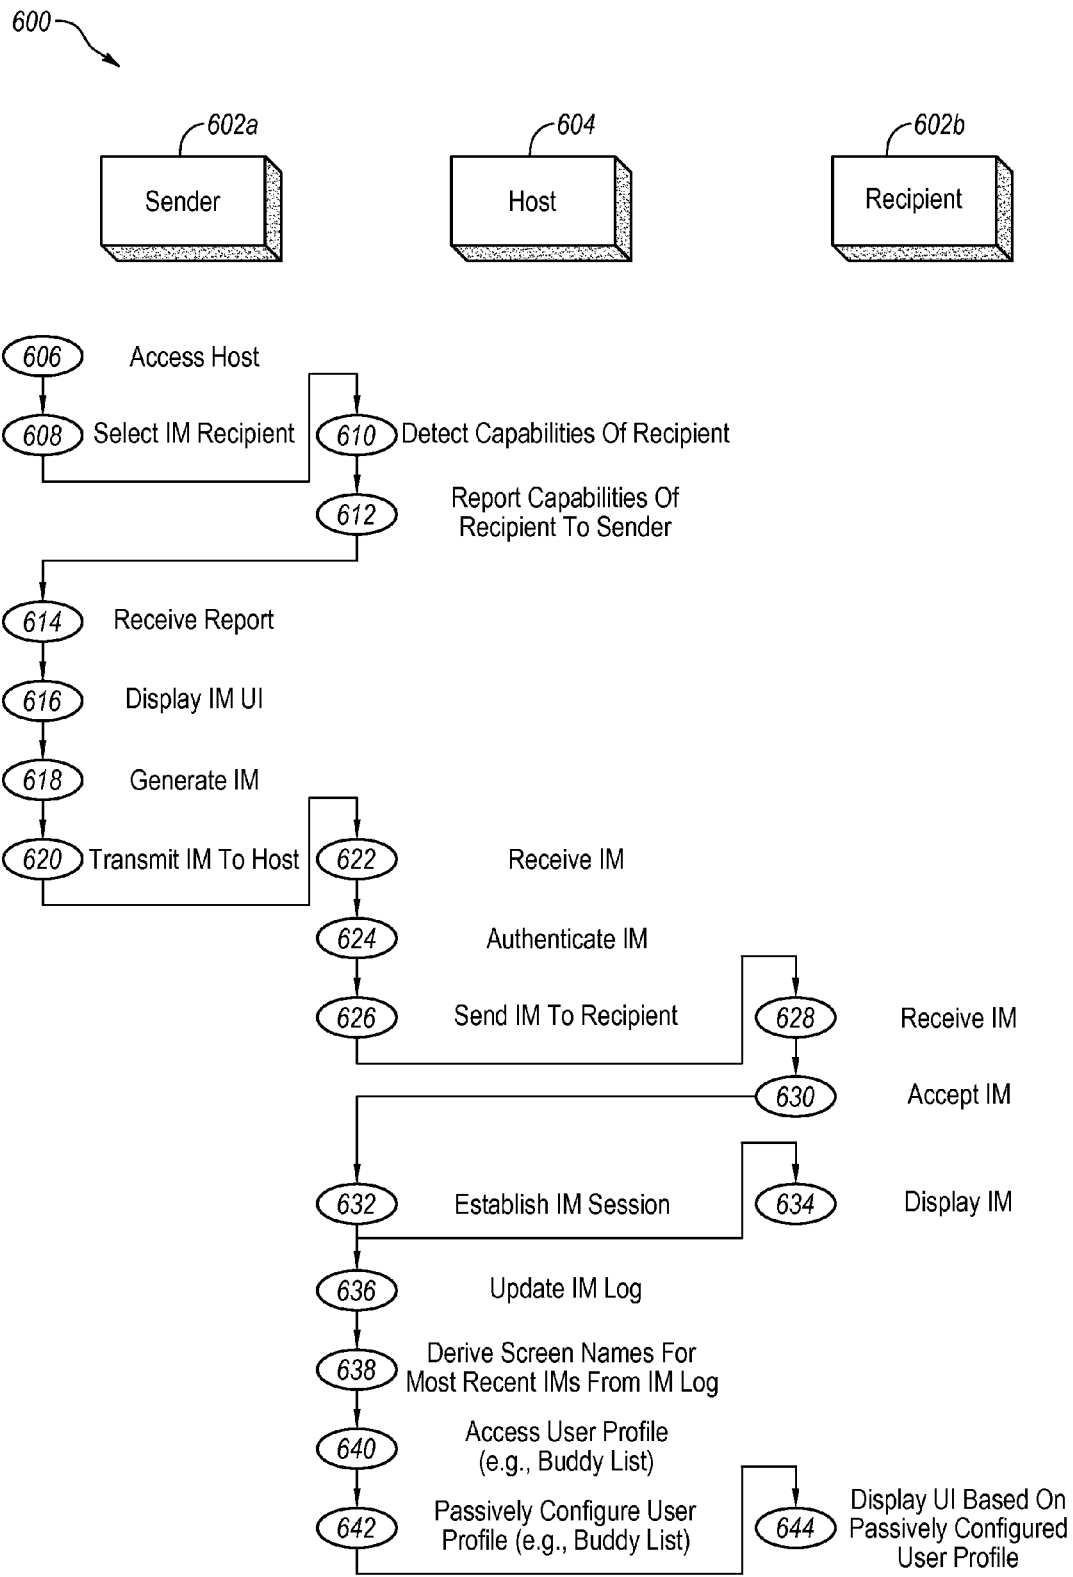 600
602a
604
602b
Sender
Host
Recipient
606 Access Host
608 Select IM Recipient 610 Detect Capabilities Of Recipient
612 Report Capabilities Of
Recipient To Sender
614 Receive Report
616 Display IM UI
618 Generate IM
620 Transmit IM To Host 622 Receive IM
624 Authenticate IM
626 Send IM To Recipient 628 Receive IM
630 Accept IM
632 Establish IM Session 634 Display IM
636 Update IM Log
638 Derive Screen Names For
Most Recent IMs From IM Log
640 Access User Profile
(e.g., Buddy List)
642 Passively Configure User
Profile (e.g., Buddy List)
644 Display UI Based On
Passively Configured
User Profile